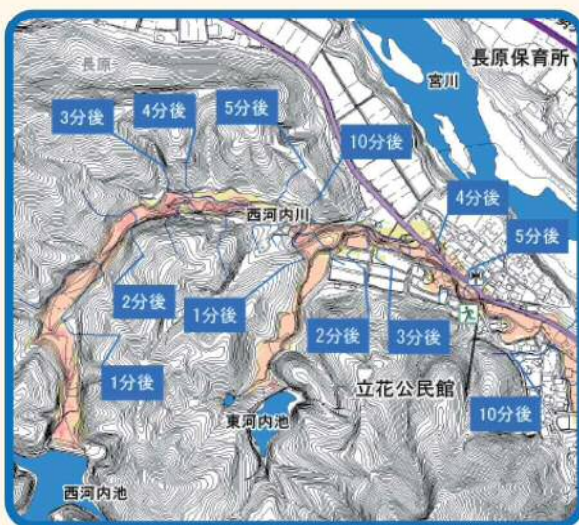 長原
宮川
長原保育所
3分後
4分後
5分後
10分後
西河内川
4分後
5分後
2分後
1分後
2分後
3分後
1分後
立花公民館
10分後
東河内池
西河内池